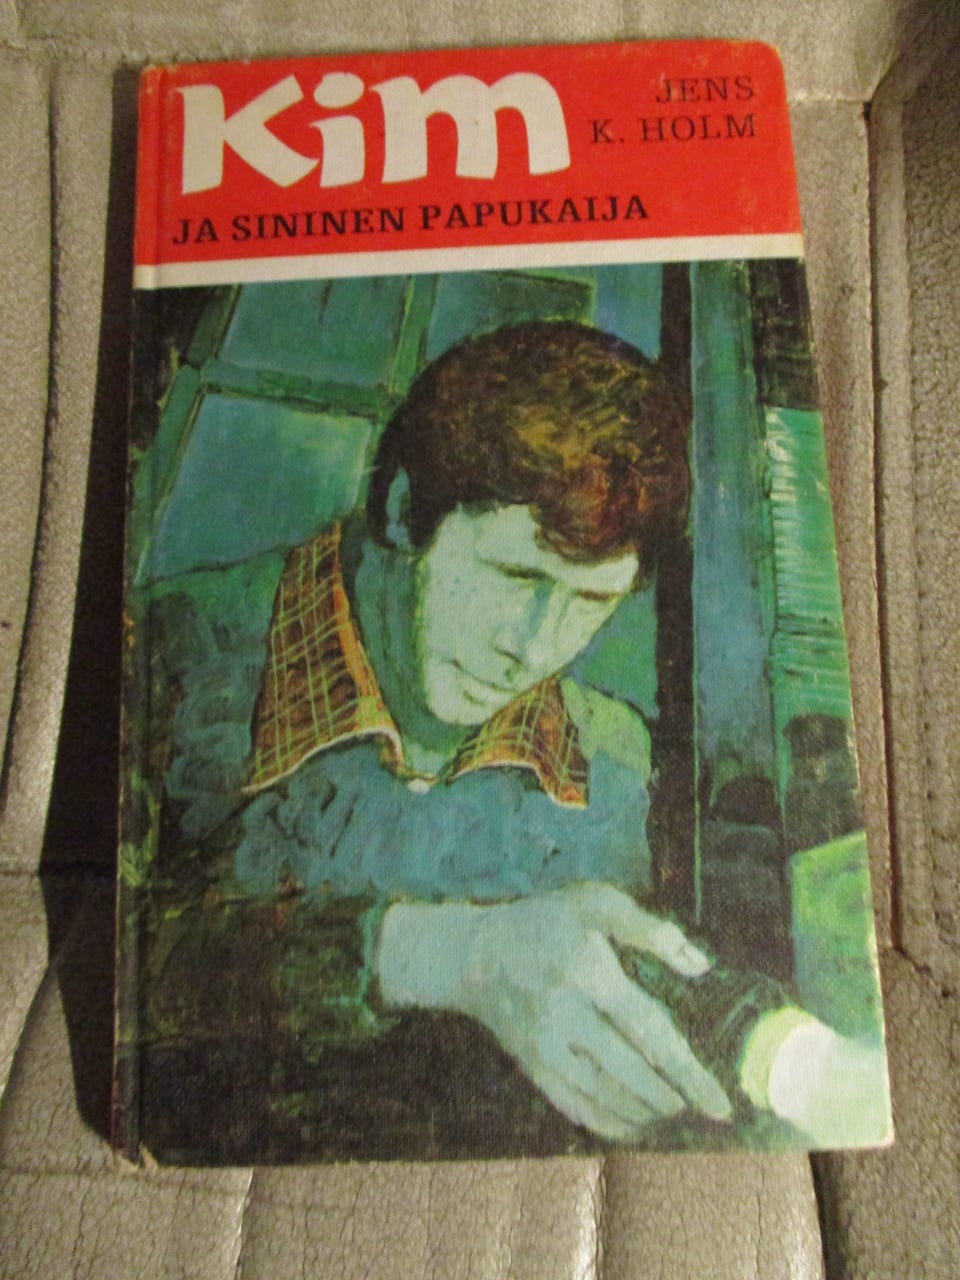 Kim
JENS
K. HOLM
JA SININEN PAPUKAIJA